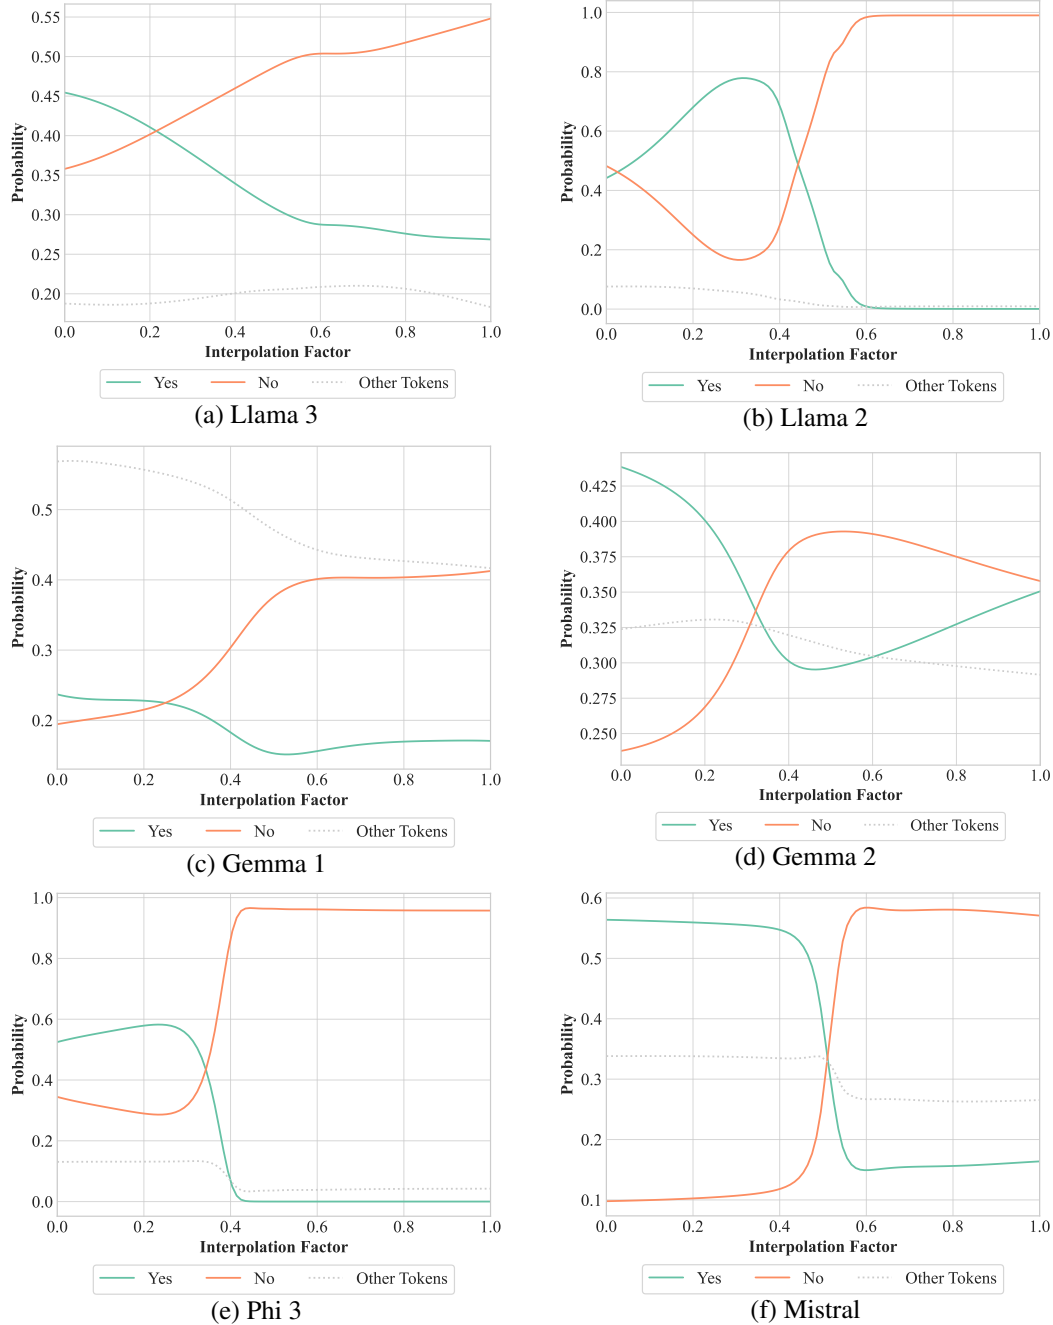 0.55
0.50
0.45
0.40
0.35
0.30
0.25
0.20
Probability
0.0 0.2 0.4 0.6 0.8 1.0
Interpolation Factor
Yes No Other Tokens
(a) Llama 3
1.0
0.8
0.6
0.4
0.2
0.0
Probability
0.0 0.2 0.4 0.6 0.8 1.0
Interpolation Factor
Yes No Other Tokens
(b) Llama 2
0.5
0.4
0.3
0.2
Probability
0.0 0.2 0.4 0.6 0.8 1.0
Interpolation Factor
Yes No Other Tokens
(c) Gemma 1
0.425
0.400
0.375
0.350
0.325
0.300
0.275
0.250
Probability
0.0 0.2 0.4 0.6 0.8 1.0
Interpolation Factor
Yes No Other Tokens
(d) Gemma 2
1.0
0.8
0.6
0.4
0.2
0.0
Probability
0.0 0.2 0.4 0.6 0.8 1.0
Interpolation Factor
Yes No Other Tokens
(e) Phi 3
0.6
0.5
0.4
0.3
0.2
0.1
Probability
0.0 0.2 0.4 0.6 0.8 1.0
Interpolation Factor
Yes No Other Tokens
(f) Mistral